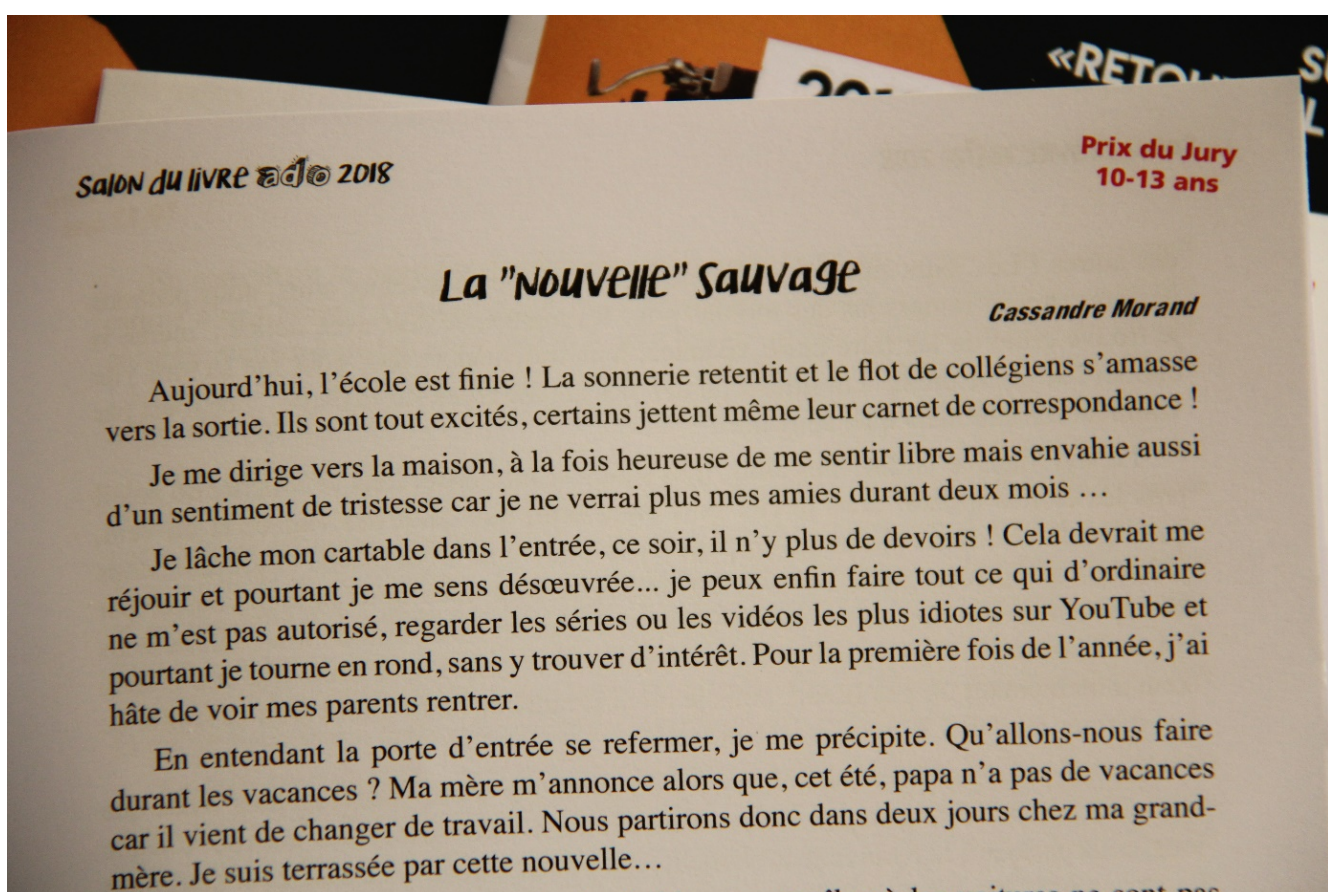 «RETOU
Salon du livre ado 2018
Prix du Jury
10-13 ans
La "Nouvelle" Sauvage
Cassandre Morand
Aujourd'hui, l'école est finie ! La sonnerie retentit et le flot de collégiens s'amasse
vers la sortie. Ils sont tout excités, certains jettent même leur carnet de correspondance !
Je me dirige vers la maison, à la fois heureuse de me sentir libre mais envahie aussi
d'un sentiment de tristesse car je ne verrai plus mes amies durant deux mois …
Je lâche mon cartable dans l'entrée, ce soir, il n'y plus de devoirs ! Cela devrait me
réjouir et pourtant je me sens désœuvrée... je peux enfin faire tout ce qui d'ordinaire
ne m'est pas autorisé, regarder les séries ou les vidéos les plus idiotes sur YouTube et
pourtant je tourne en rond, sans y trouver d'intérêt. Pour la première fois de l'année, j'ai
hâte de voir mes parents rentrer.
En entendant la porte d'entrée se refermer, je me précipite. Qu'allons-nous faire
durant les vacances ? Ma mère m'annonce alors que, cet été, papa n'a pas de vacances
car il vient de changer de travail. Nous partirons donc dans deux jours chez ma grand-
mère. Je suis terrassée par cette nouvelle…